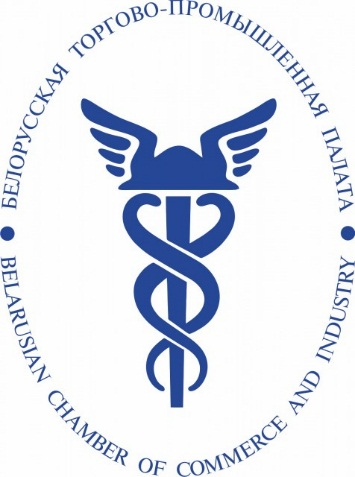 БЕЛОРУССКАЯ ТОРГОВО-ПРОМЫШЛЕННАЯ ПАЛАТА
BELARUSIAN CHAMBER OF COMMERCE AND INDUSTRY